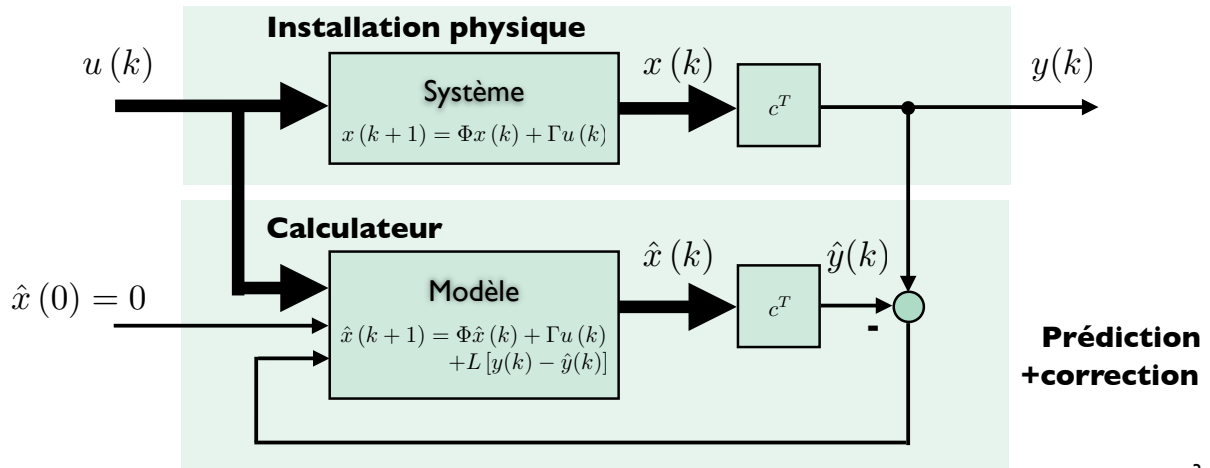 Installation physique
u (k)
Système
x (k + 1) = Φx (k) + Γu (k)
x (k)
c^T
y(k)
Calculateur
x̂ (0) = 0
Modèle
x̂ (k + 1) = Φx̂ (k) + Γu (k)
+L [y(k) − ŷ(k)]
x̂ (k)
c^T
ŷ(k)
-
Prédiction
+correction